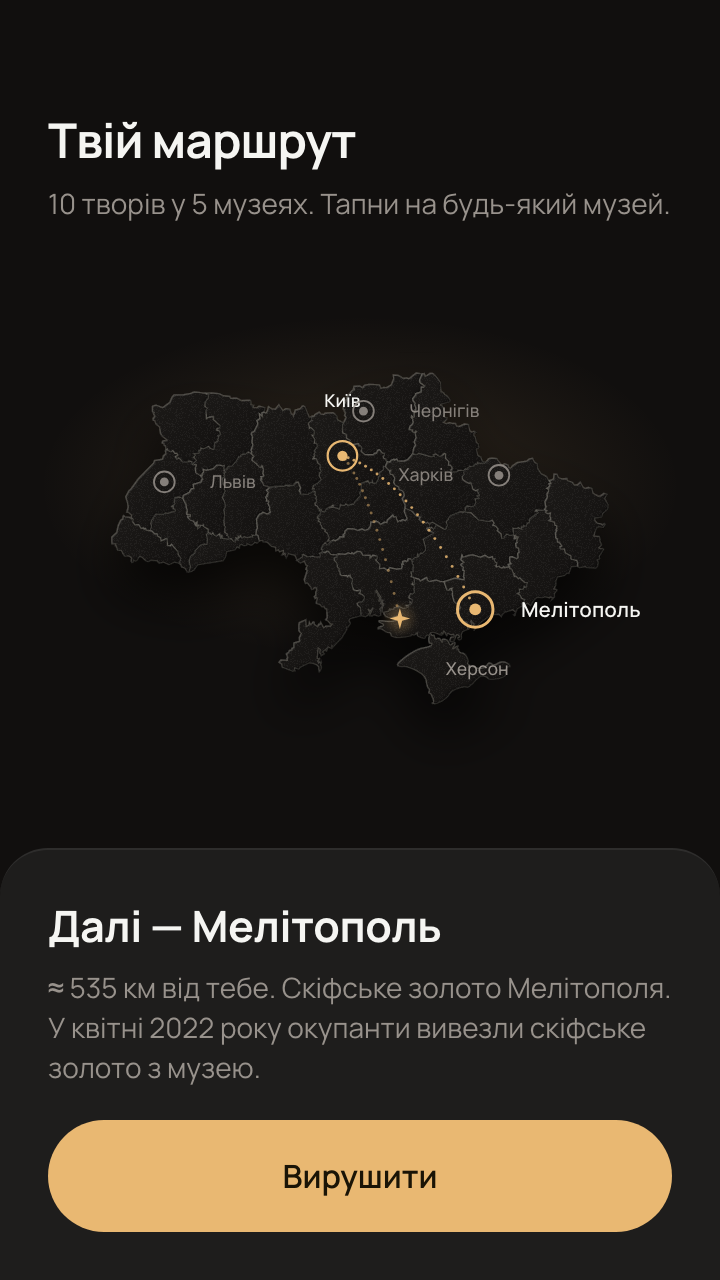 Твій маршрут
10 творів у 5 музеях. Тапни на будь-який музей.
Київ
Чернігів
Харків
Львів
Мелітополь
Херсон
Далі — Мелітополь
≈ 535 км від тебе. Скіфське золото Мелітополя.
У квітні 2022 року окупанти вивезли скіфське
золото з музею.
Вирушити